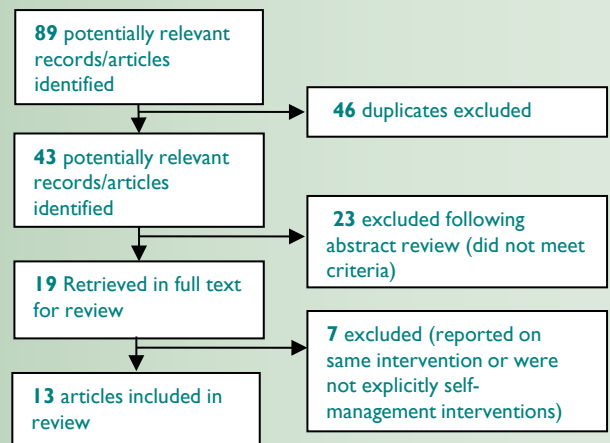 89 potentially relevant
records/articles
identified
46 duplicates excluded
43 potentially relevant
records/articles
identified
23 excluded following
abstract review (did not meet
criteria)
19 Retrieved in full text
for review
7 excluded (reported on
same intervention or were
not explicitly self-
management interventions)
13 articles included in
review